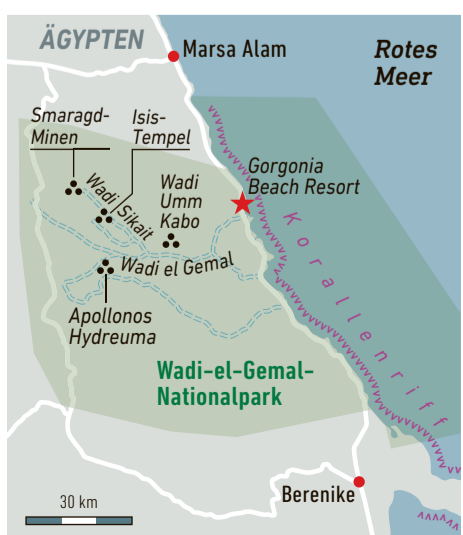 ÄGYPTEN
Marsa Alam
Rotes
Meer
Smaragd-
Minen
Isis-
Tempel
Wadi Sikait
Wadi
Umm
Kabo
Gorgonia
Beach Resort
Korallenriff
Wadi el Gemal
Apollonos
Hydreuma
Wadi-el-Gemal-
Nationalpark
Berenike
30 km